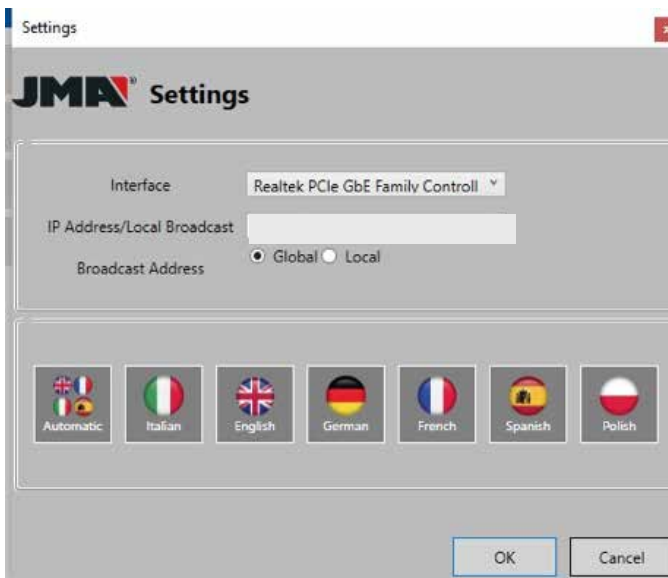 Settings
JMA® Settings
Interface Realtek PCIe GbE Family Controll
IP Address/Local Broadcast
Broadcast Address Global Local
Automatic Italian English German French Spanish Polish
OK Cancel